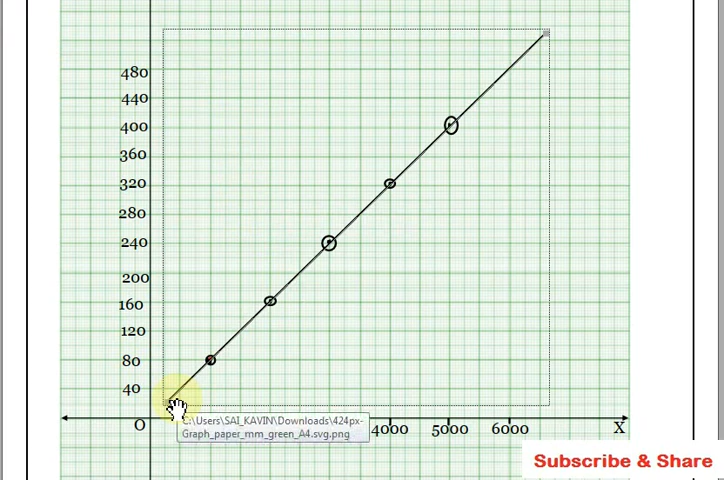 480
440
400
360
320
280
240
200
160
120
80
40
O
4000 5000 6000 X
C:\Users\SAI_KAVIN\Downloads\424px-
Graph_paper_mm_green_A4.svg.png
Subscribe & Share